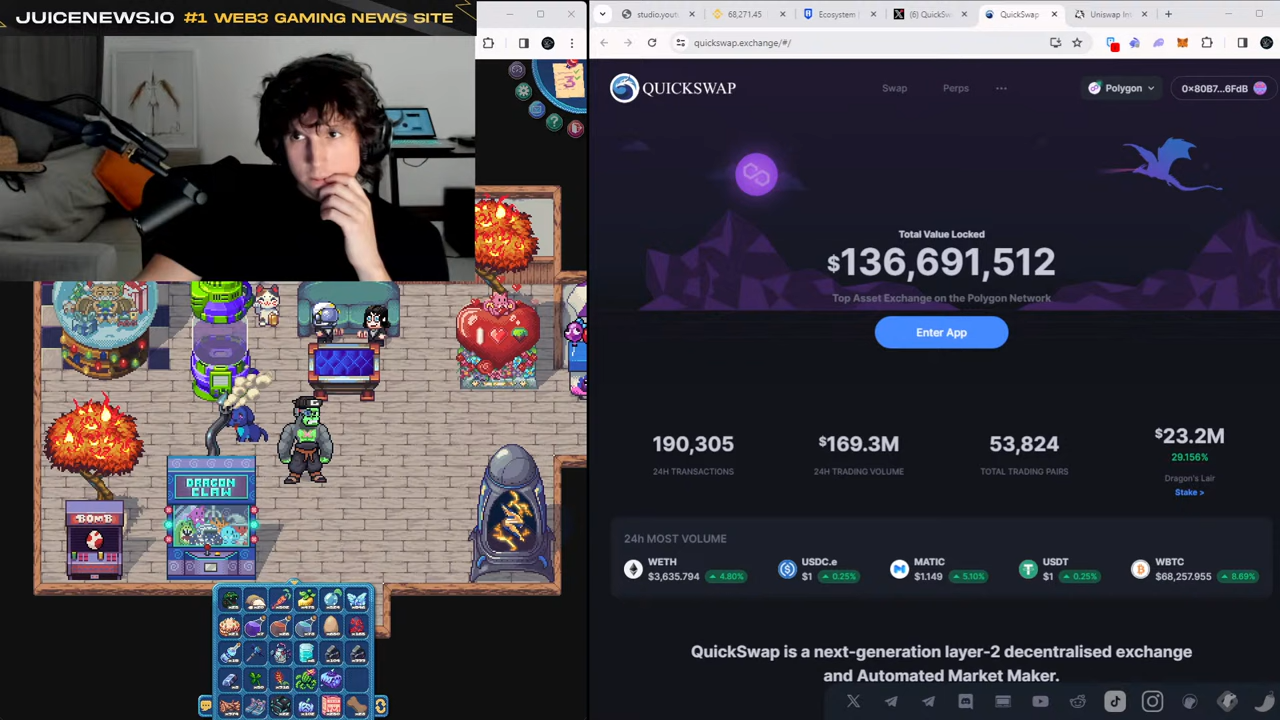 JUICENEWS.IO #1 WEB3 GAMING NEWS SITE
studio.yout
68,271.45
Ecosystem
(6) QuickSw
QuickSwap
Uniswap Int
quickswap.exchange/#/
QUICKSWAP
Swap
Perps
Polygon
0x80B7...6FdB
Total Value Locked
$136,691,512
Top Asset Exchange on the Polygon Network
Enter App
190,305
24H TRANSACTIONS
$169.3M
24H TRADING VOLUME
53,824
TOTAL TRADING PAIRS
$23.2M
29.156%
Dragon's Lair
Stake >
24h MOST VOLUME
WETH
$3,635.794
4.80%
USDC.e
$1
0.25%
MATIC
$1.149
5.10%
USDT
$1
0.25%
WBTC
$68,257.955
8.69%
QuickSwap is a next-generation layer-2 decentralised exchange
and Automated Market Maker.
3
DRAGON
CLAW
BOMB